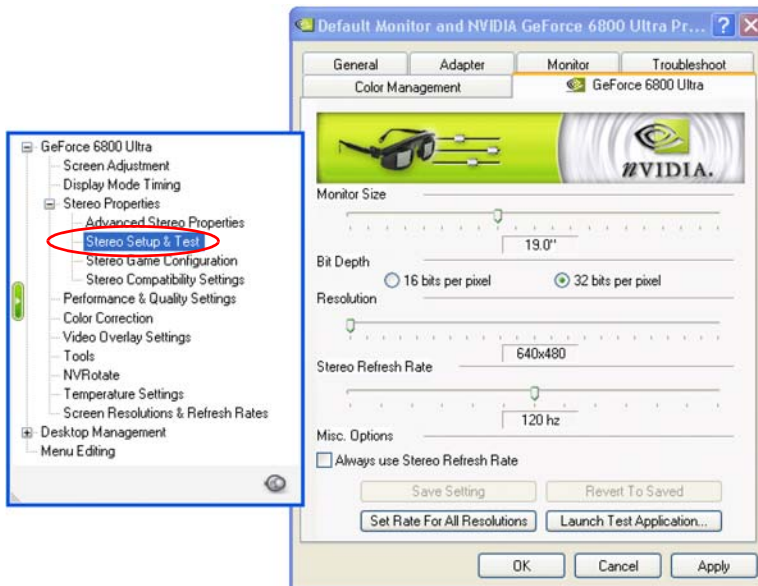 Default Monitor and NVIDIA GeForce 6800 Ultra Pr...
General Adapter Monitor Troubleshoot
Color Management GeForce 6800 Ultra
nVIDIA.
GeForce 6800 Ultra
Screen Adjustment
Display Mode Timing
Stereo Properties
Advanced Stereo Properties
Stereo Setup & Test
Stereo Game Configuration
Stereo Compatibility Settings
Performance & Quality Settings
Color Correction
Video Overlay Settings
Tools
NVRotate
Temperature Settings
Screen Resolutions & Refresh Rates
Desktop Management
Menu Editing
Monitor Size
19.0"
Bit Depth
16 bits per pixel 32 bits per pixel
Resolution
640x480
Stereo Refresh Rate
120 hz
Misc. Options
Always use Stereo Refresh Rate
Save Setting Revert To Saved
Set Rate For All Resolutions Launch Test Application...
OK Cancel Apply